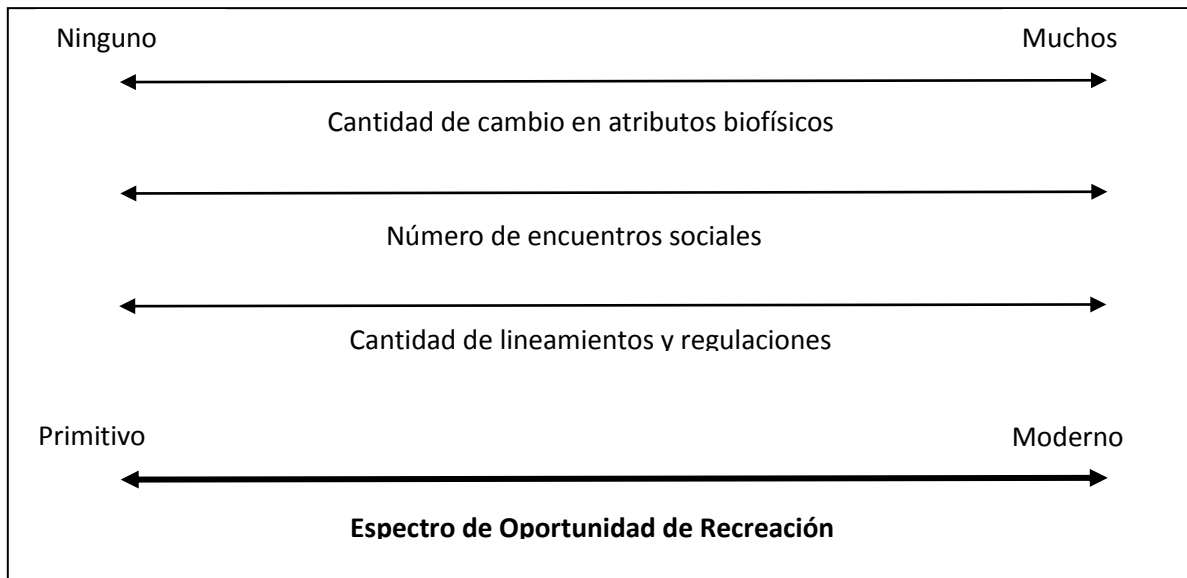 Ninguno Muchos
Cantidad de cambio en atributos biofísicos
Número de encuentros sociales
Cantidad de lineamientos y regulaciones
Primitivo Moderno
Espectro de Oportunidad de Recreación